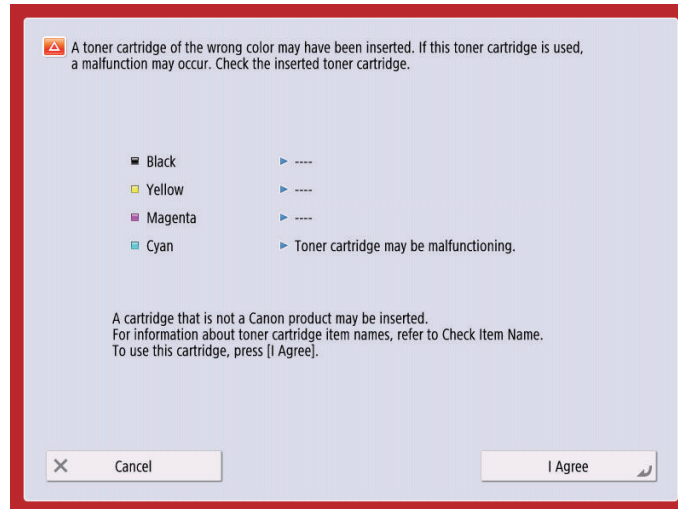 A toner cartridge of the wrong color may have been inserted. If this toner cartridge is used,
a malfunction may occur. Check the inserted toner cartridge.
Black ----
Yellow ----
Magenta ----
Cyan Toner cartridge may be malfunctioning.
A cartridge that is not a Canon product may be inserted.
For information about toner cartridge item names, refer to Check Item Name.
To use this cartridge, press [I Agree].
Cancel I Agree